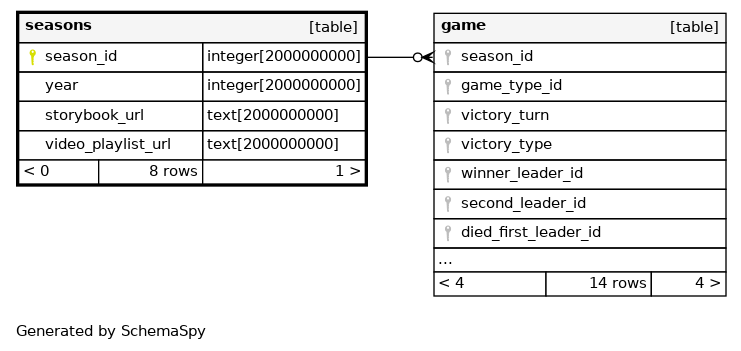 seasons [table]
season_id integer[2000000000]
year integer[2000000000]
storybook_url text[2000000000]
video_playlist_url text[2000000000]
< 0 8 rows 1 >
game [table]
season_id
game_type_id
victory_turn
victory_type
winner_leader_id
second_leader_id
died_first_leader_id
...
< 4 14 rows 4 >
Generated by SchemaSpy